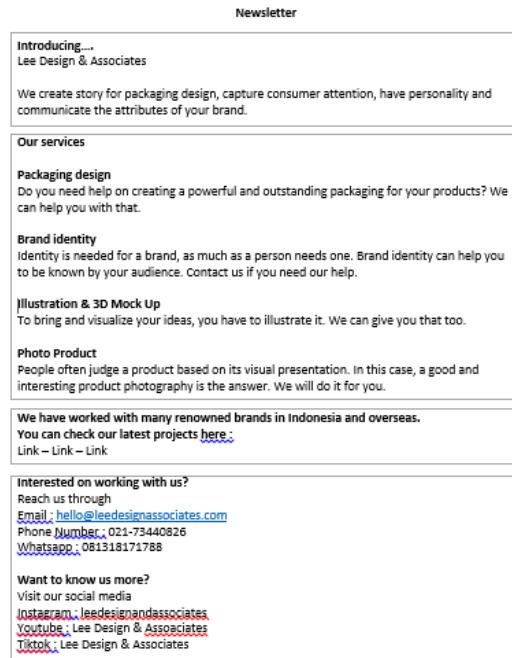 Newsletter
Introducing….
Lee Design & Associates
We create story for packaging design, capture consumer attention, have personality and
communicate the attributes of your brand.
Our services
Packaging design
Do you need help on creating a powerful and outstanding packaging for your products? We
can help you with that.
Brand identity
Identity is needed for a brand, as much as a person needs one. Brand identity can help you
to be known by your audience. Contact us if you need our help.
Illustration & 3D Mock Up
To bring and visualize your ideas, you have to illustrate it. We can give you that too.
Photo Product
People often judge a product based on its visual presentation. In this case, a good and
interesting product photography is the answer. We will do it for you.
We have worked with many renowned brands in Indonesia and overseas.
You can check our latest projects here :
Link – Link – Link
Interested on working with us?
Reach us through
Email : hello@leedesignassociates.com
Phone Number : 021-73440826
Whatsapp : 081318171788
Want to know us more?
Visit our social media
Instagram : leedesignandassociates
Youtube : Lee Design & Assoaciates
Tiktok : Lee Design & Associates